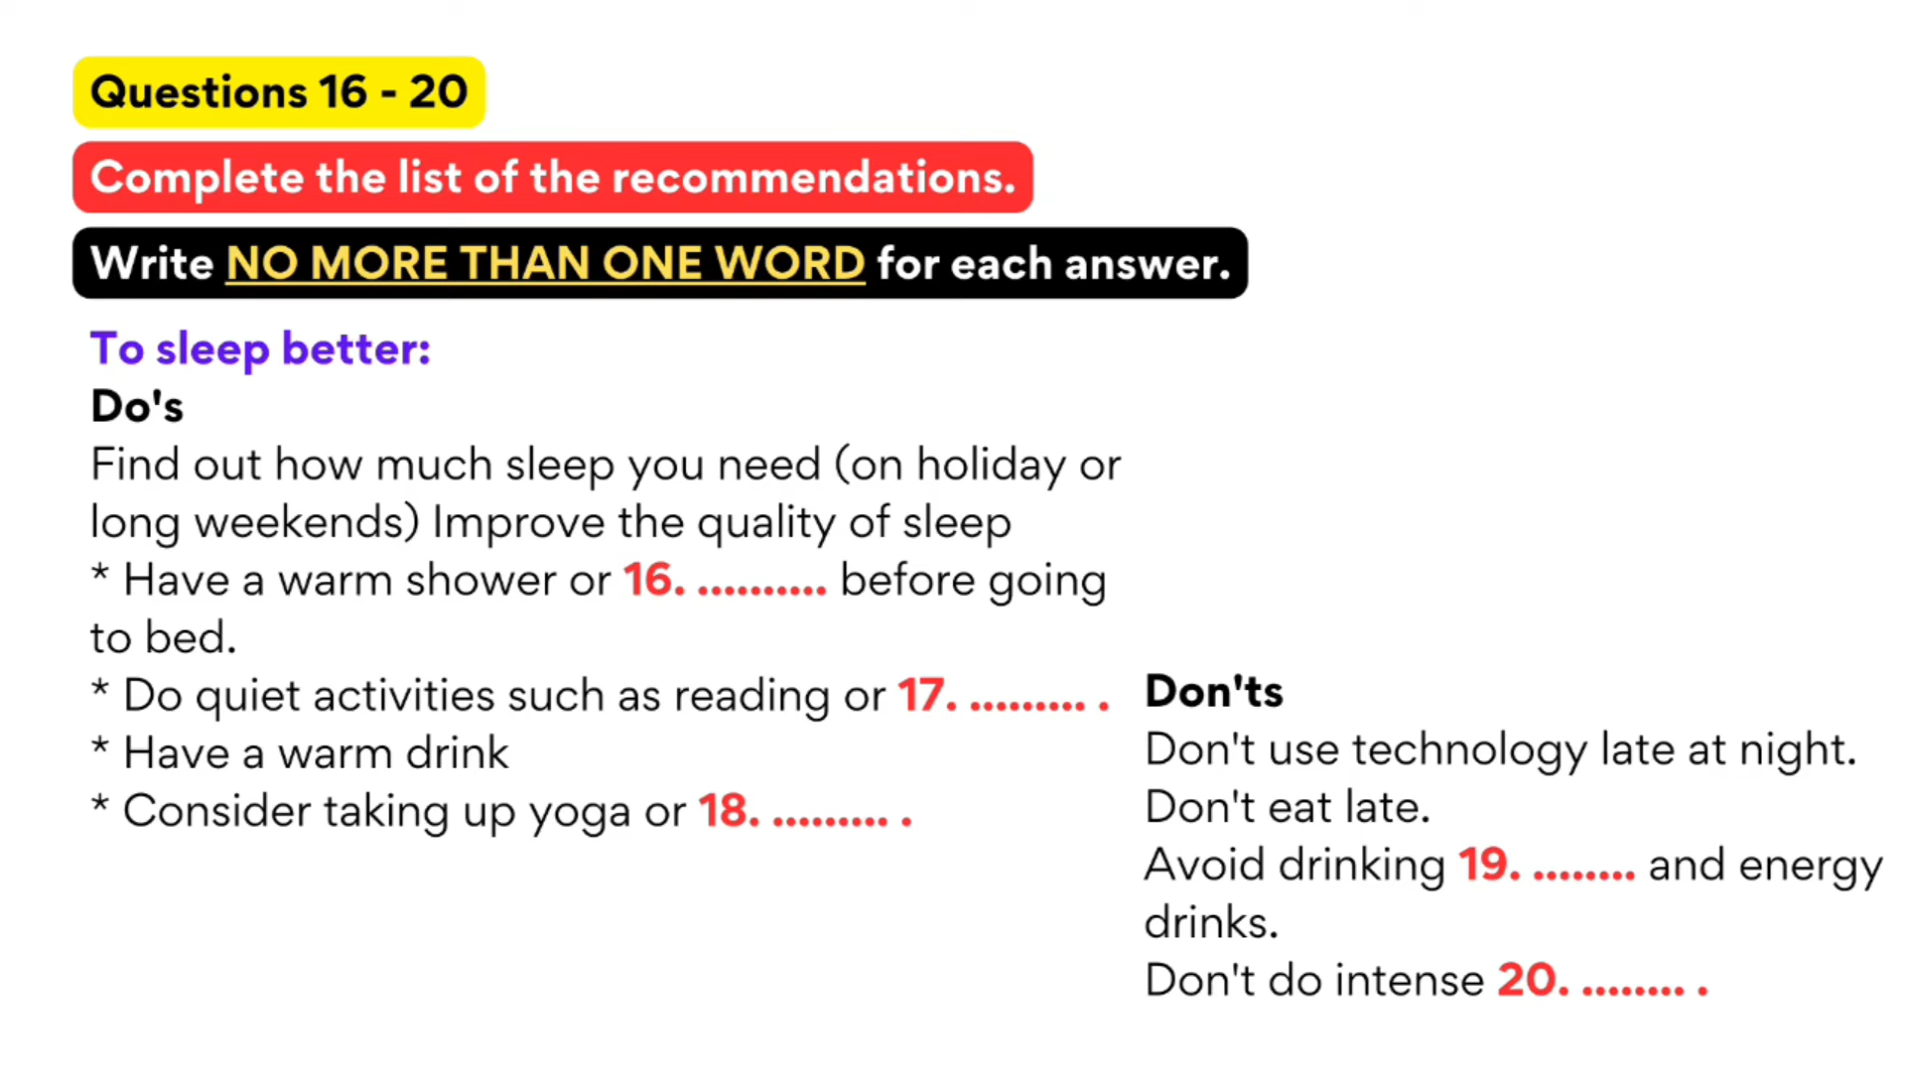 Questions 16 - 20
Complete the list of the recommendations.
Write NO MORE THAN ONE WORD for each answer.
To sleep better:
Do's
Find out how much sleep you need (on holiday or
long weekends) Improve the quality of sleep
* Have a warm shower or 16. .......... before going
to bed.
* Do quiet activities such as reading or 17. ......... .
* Have a warm drink
* Consider taking up yoga or 18. ......... .
Don'ts
Don't use technology late at night.
Don't eat late.
Avoid drinking 19. ........ and energy
drinks.
Don't do intense 20. ........ .